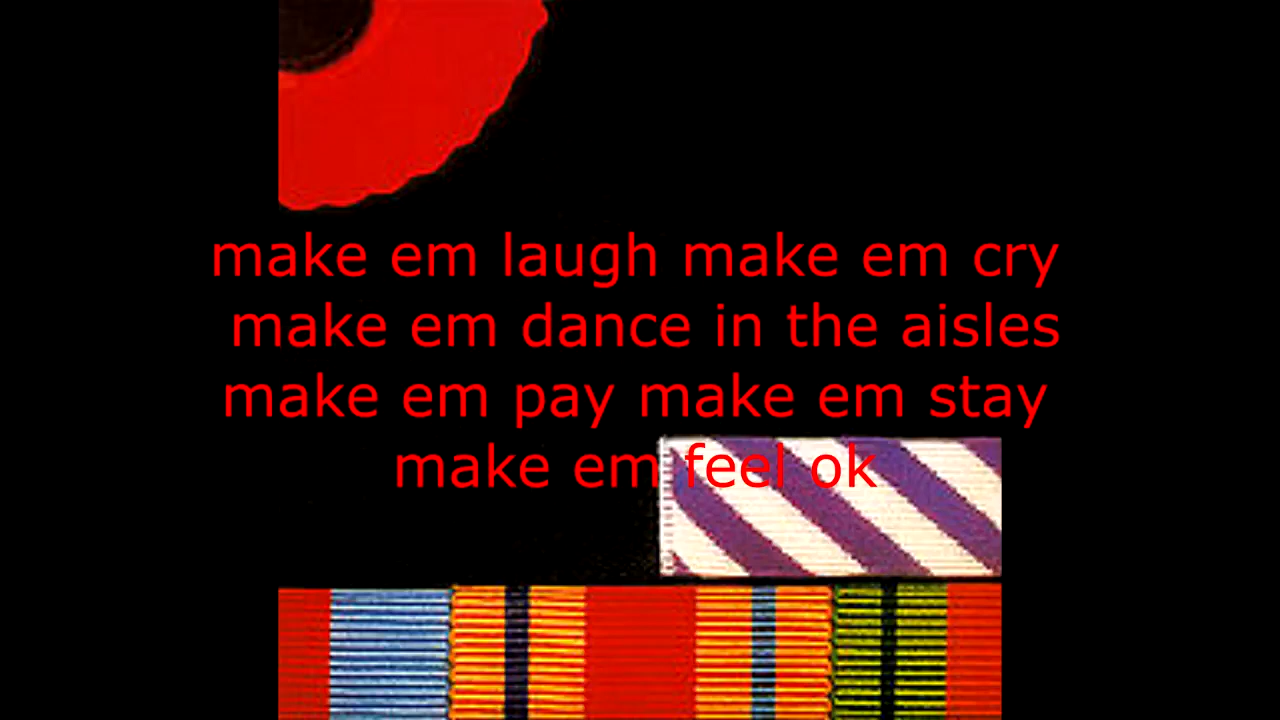 make em laugh make em cry
make em dance in the aisles
make em pay make em stay
make em feel ok